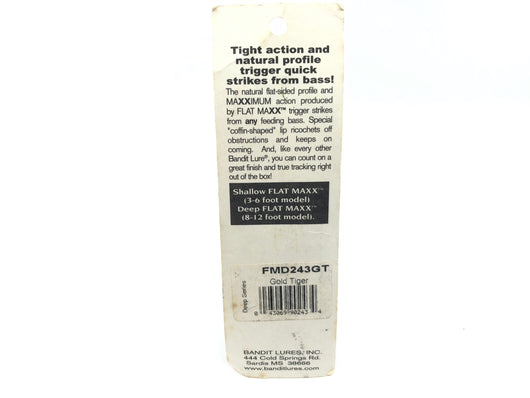 Tight action and
natural profile
trigger quick
strikes from bass!
The natural flat-sided profile and
MAXXIMUM action produced
by FLAT MAXX™ trigger strikes
from any feeding bass. Special
"coffin-shaped" lip ricochets off
obstructions and keeps on
coming. And, like every other
Bandit Lure®, you can count on a
great finish and true tracking right
out of the box!
Shallow FLAT MAXX™
(3-6 foot model)
Deep FLAT MAXX™
(8-12 foot model).
FMD243GT
Gold Tiger
Deep Series
43069 90243 4
BANDIT LURES, INC.
444 Cold Springs Rd.
Sardis MS 38666
www.banditlures.com